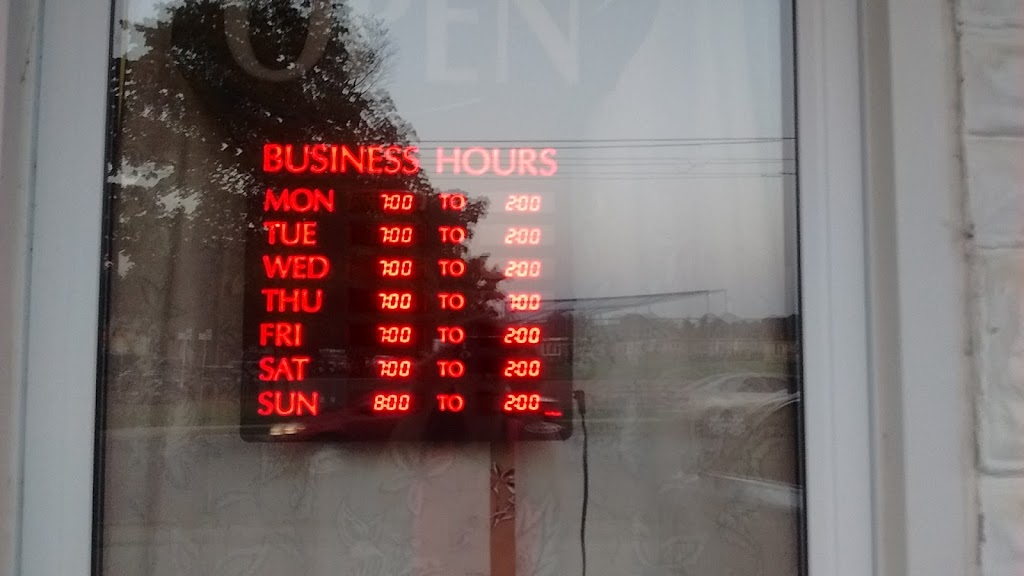 OPEN
BUSINESS HOURS
MON 7:00 TO 2:00
TUE 7:00 TO 2:00
WED 7:00 TO 2:00
THU 7:00 TO 7:00
FRI 7:00 TO 2:00
SAT 7:00 TO 2:00
SUN 8:00 TO 2:00